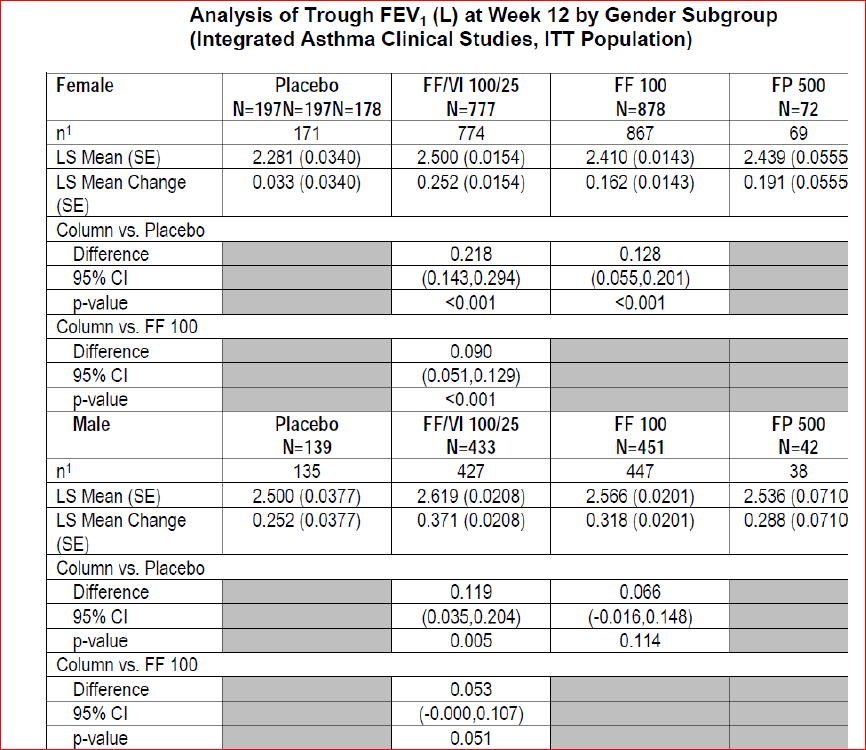 Analysis of Trough FEV1 (L) at Week 12 by Gender Subgroup
(Integrated Asthma Clinical Studies, ITT Population)
Female Placebo FF/VI 100/25 FF 100 FP 500
N=197N=197N=178 N=777 N=878 N=72
n1 171 774 867 69
LS Mean (SE) 2.281 (0.0340) 2.500 (0.0154) 2.410 (0.0143) 2.439 (0.0555
LS Mean Change 0.033 (0.0340) 0.252 (0.0154) 0.162 (0.0143) 0.191 (0.0555
(SE)
Column vs. Placebo
Difference 0.218 0.128
95% CI (0.143,0.294) (0.055,0.201)
p-value <0.001 <0.001
Column vs. FF 100
Difference 0.090
95% CI (0.051,0.129)
p-value <0.001
Male Placebo FF/VI 100/25 FF 100 FP 500
N=139 N=433 N=451 N=42
n1 135 427 447 38
LS Mean (SE) 2.500 (0.0377) 2.619 (0.0208) 2.566 (0.0201) 2.536 (0.0710
LS Mean Change 0.252 (0.0377) 0.371 (0.0208) 0.318 (0.0201) 0.288 (0.0710
(SE)
Column vs. Placebo
Difference 0.119 0.066
95% CI (0.035,0.204) (-0.016,0.148)
p-value 0.005 0.114
Column vs. FF 100
Difference 0.053
95% CI (-0.000,0.107)
p-value 0.051